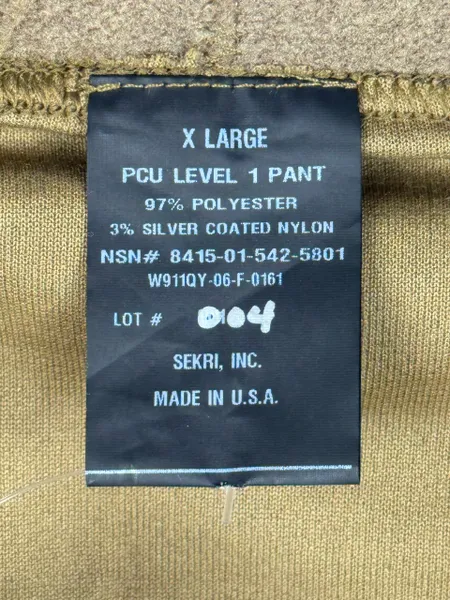 X LARGE
PCU LEVEL 1 PANT
97% POLYESTER
3% SILVER COATED NYLON
NSN# 8415-01-542-5801
W911QY-06-F-0161
LOT # 004
SEKRI, INC.
MADE IN U.S.A.